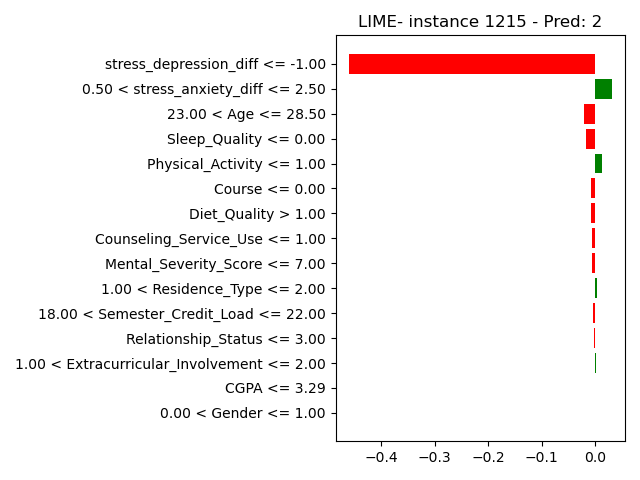 LIME- instance 1215 - Pred: 2
stress_depression_diff <= -1.00
0.50 < stress_anxiety_diff <= 2.50
23.00 < Age <= 28.50
Sleep_Quality <= 0.00
Physical_Activity <= 1.00
Course <= 0.00
Diet_Quality > 1.00
Counseling_Service_Use <= 1.00
Mental_Severity_Score <= 7.00
1.00 < Residence_Type <= 2.00
18.00 < Semester_Credit_Load <= 22.00
Relationship_Status <= 3.00
1.00 < Extracurricular_Involvement <= 2.00
CGPA <= 3.29
0.00 < Gender <= 1.00
−0.4 −0.3 −0.2 −0.1 0.0